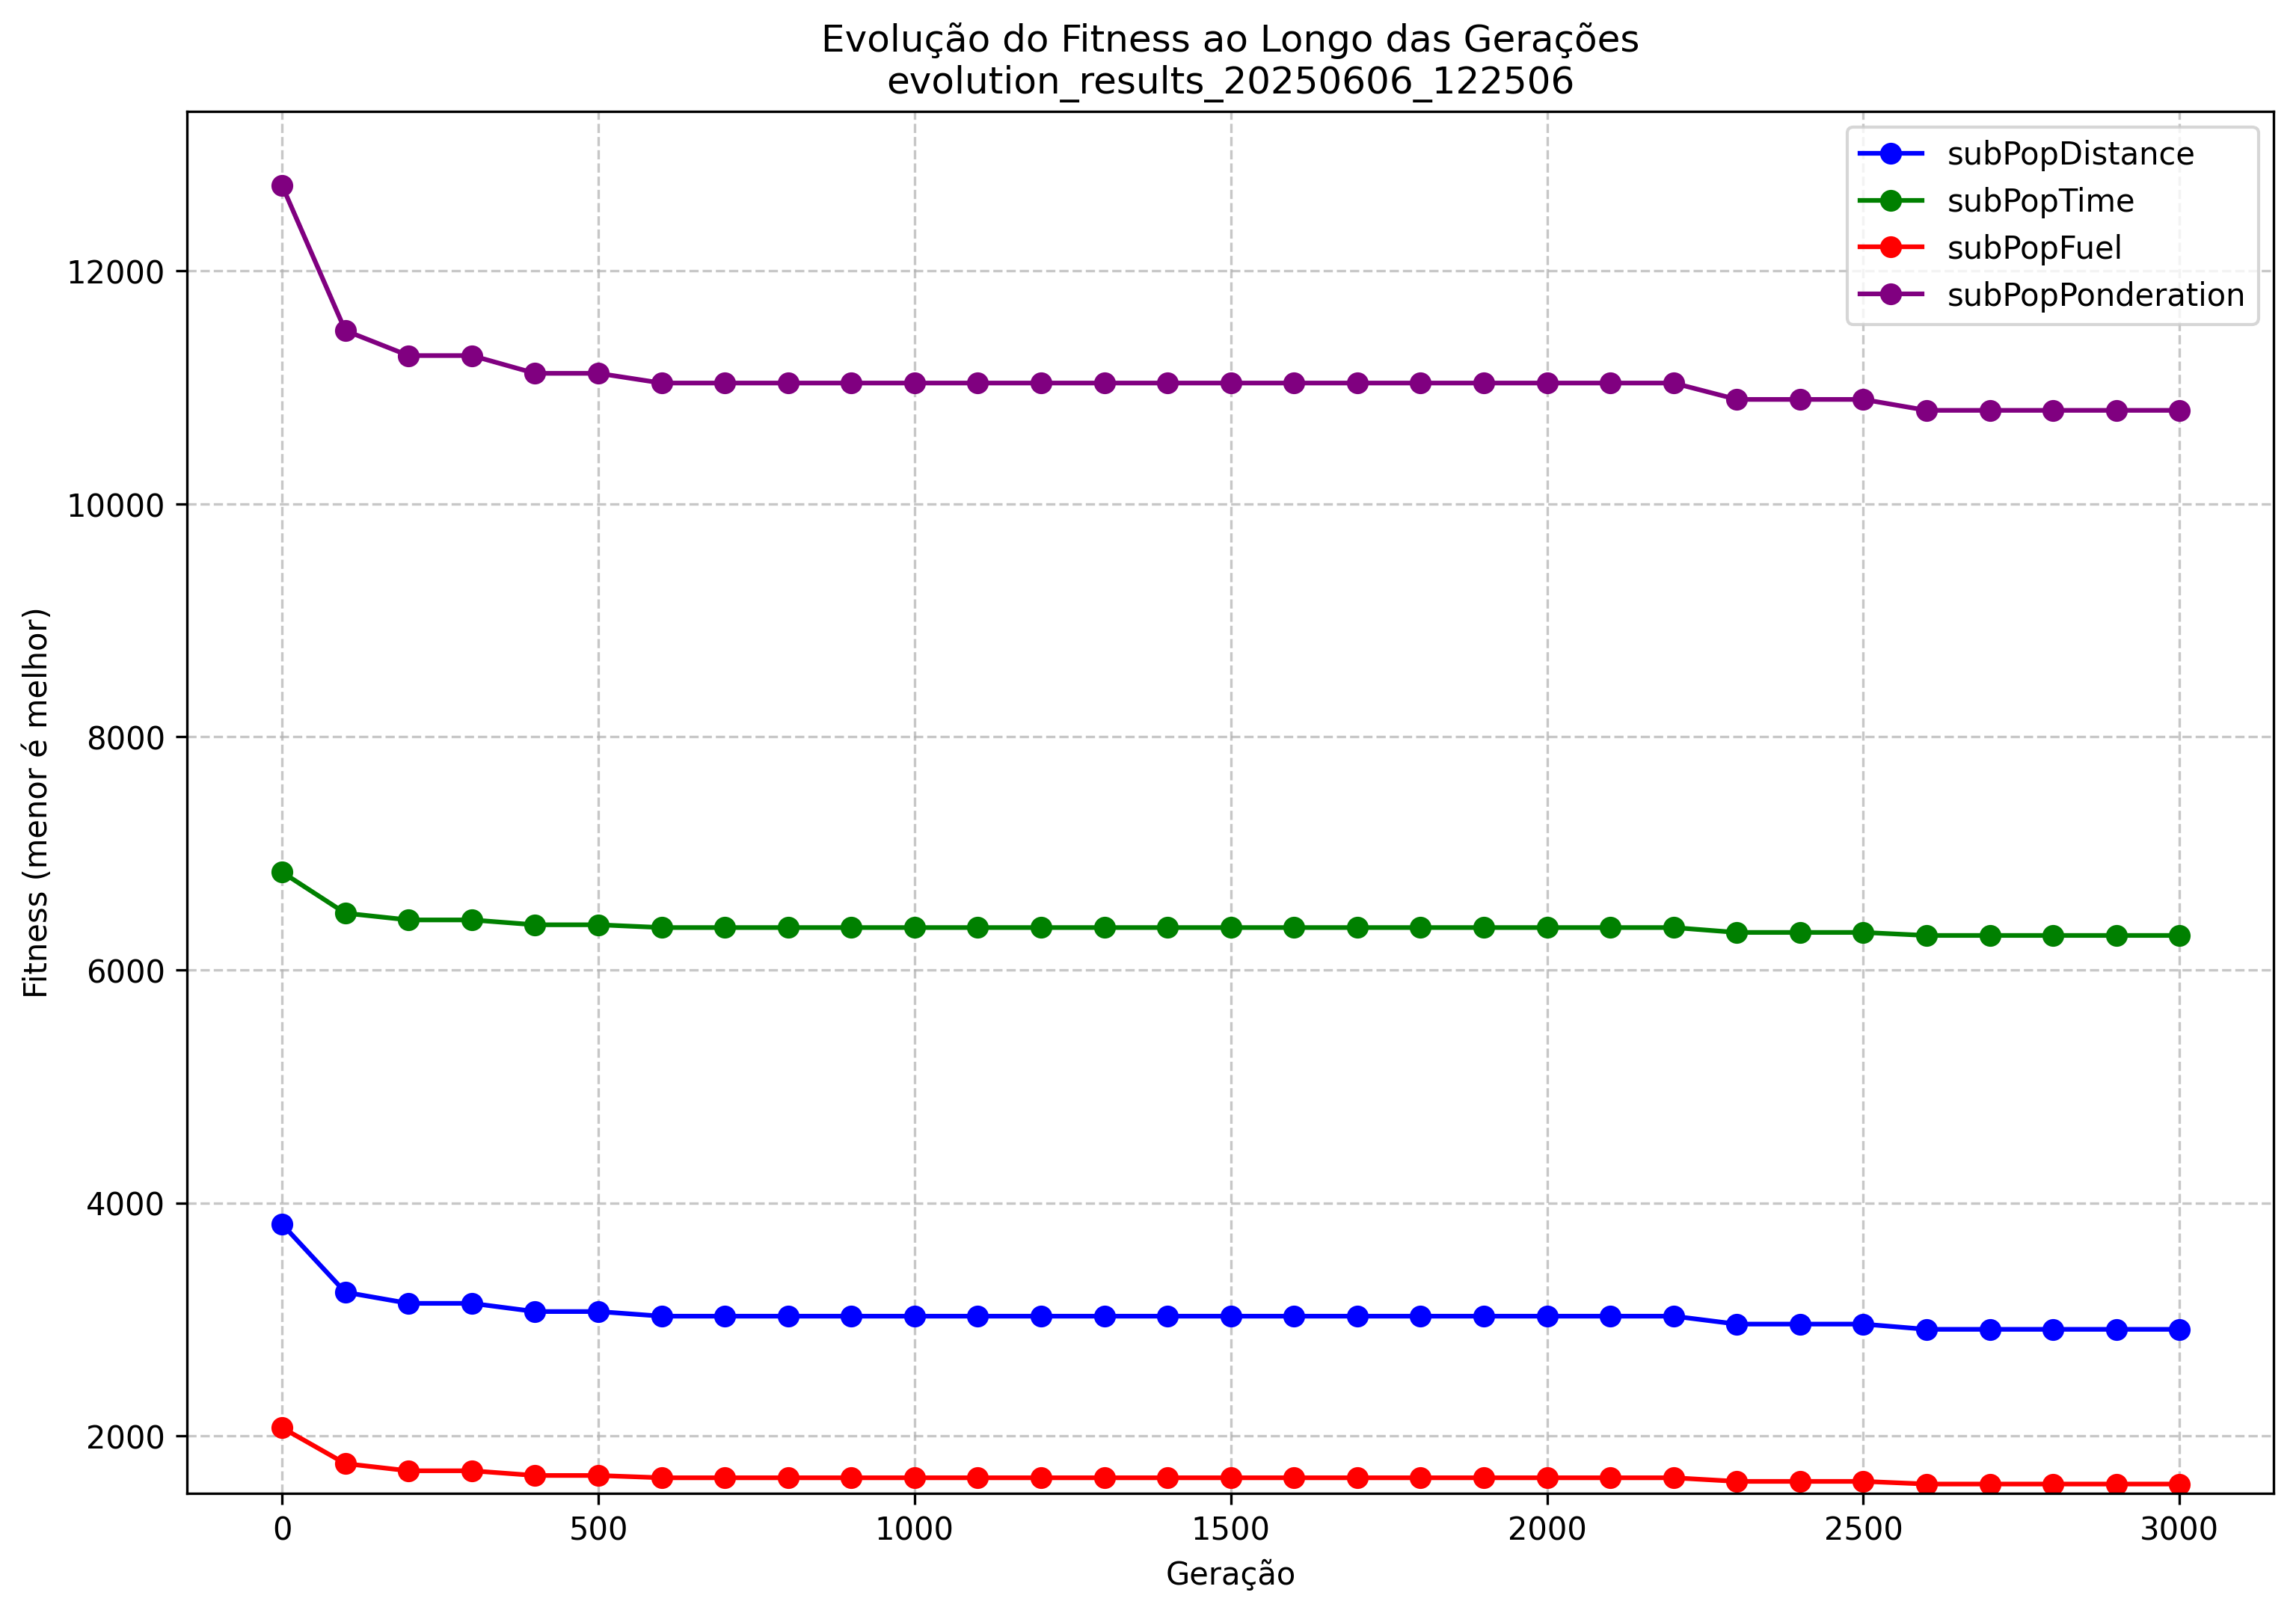 Evolução do Fitness ao Longo das Gerações
evolution_results_20250606_122506
subPopDistance
subPopTime
subPopFuel
subPopPonderation
Fitness (menor é melhor)
12000
10000
8000
6000
4000
2000
0 500 1000 1500 2000 2500 3000
Geração